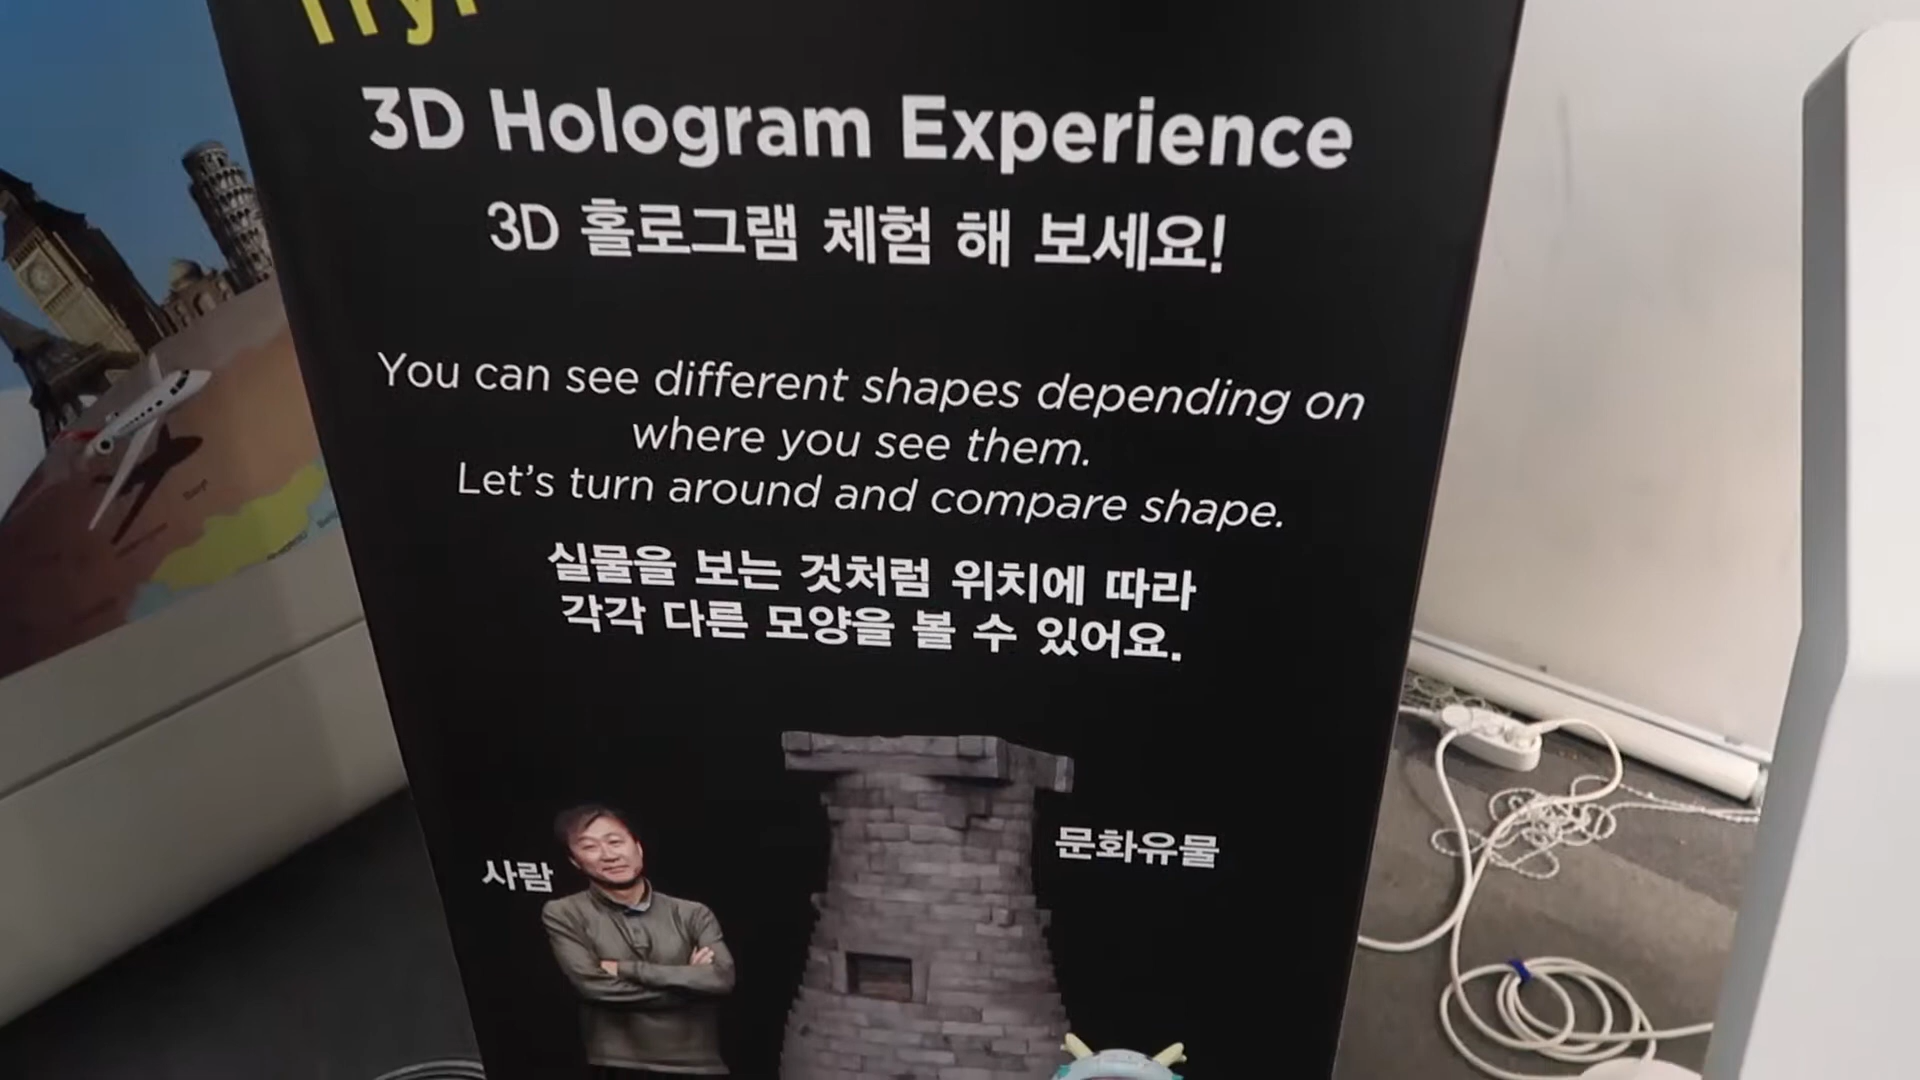 Try!
3D Hologram Experience
3D 홀로그램 체험 해 보세요!
You can see different shapes depending on
where you see them.
Let's turn around and compare shape.
실물을 보는 것처럼 위치에 따라
각각 다른 모양을 볼 수 있어요.
사람
문화유물